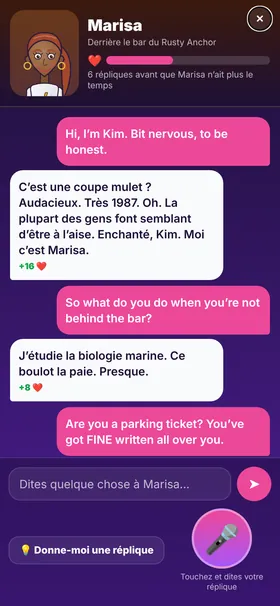 Marisa
Derrière le bar du Rusty Anchor
6 répliques avant que Marisa n'ait plus le
temps
Hi, I'm Kim. Bit nervous, to be
honest.
C'est une coupe mulet ?
Audacieux. Très 1987. Oh. La
plupart des gens font semblant
d'être à l'aise. Enchanté, Kim. Moi
c'est Marisa.
+16
So what do you do when you're not
behind the bar?
J'étudie la biologie marine. Ce
boulot la paie. Presque.
+8
Are you a parking ticket? You've
got FINE written all over you.
Dites quelque chose à Marisa...
Donne-moi une réplique
Touchez et dites votre
réplique